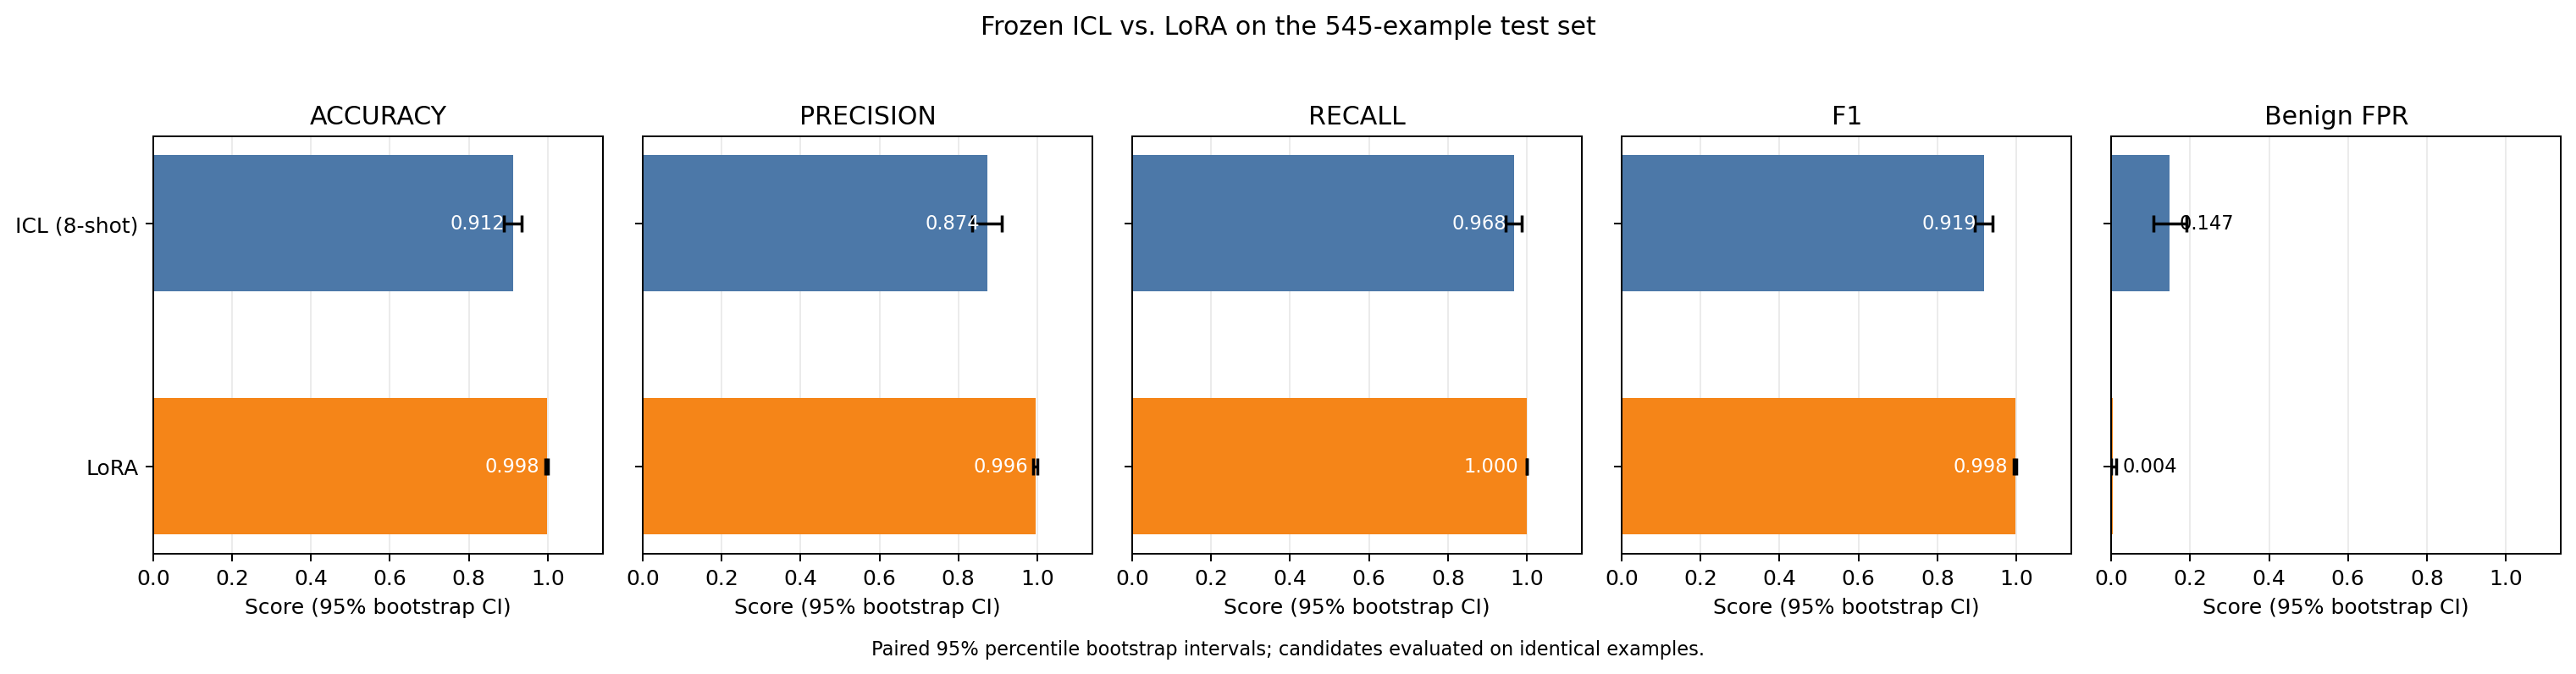 Frozen ICL vs. LoRA on the 545-example test set
ACCURACY
PRECISION
RECALL
F1
Benign FPR
ICL (8-shot)
0.912
0.874
0.968
0.919
0.147
LoRA
0.998
0.996
1.000
0.998
0.004
0.0 0.2 0.4 0.6 0.8 1.0
0.0 0.2 0.4 0.6 0.8 1.0
0.0 0.2 0.4 0.6 0.8 1.0
0.0 0.2 0.4 0.6 0.8 1.0
0.0 0.2 0.4 0.6 0.8 1.0
Score (95% bootstrap CI)
Score (95% bootstrap CI)
Score (95% bootstrap CI)
Score (95% bootstrap CI)
Score (95% bootstrap CI)
Paired 95% percentile bootstrap intervals; candidates evaluated on identical examples.